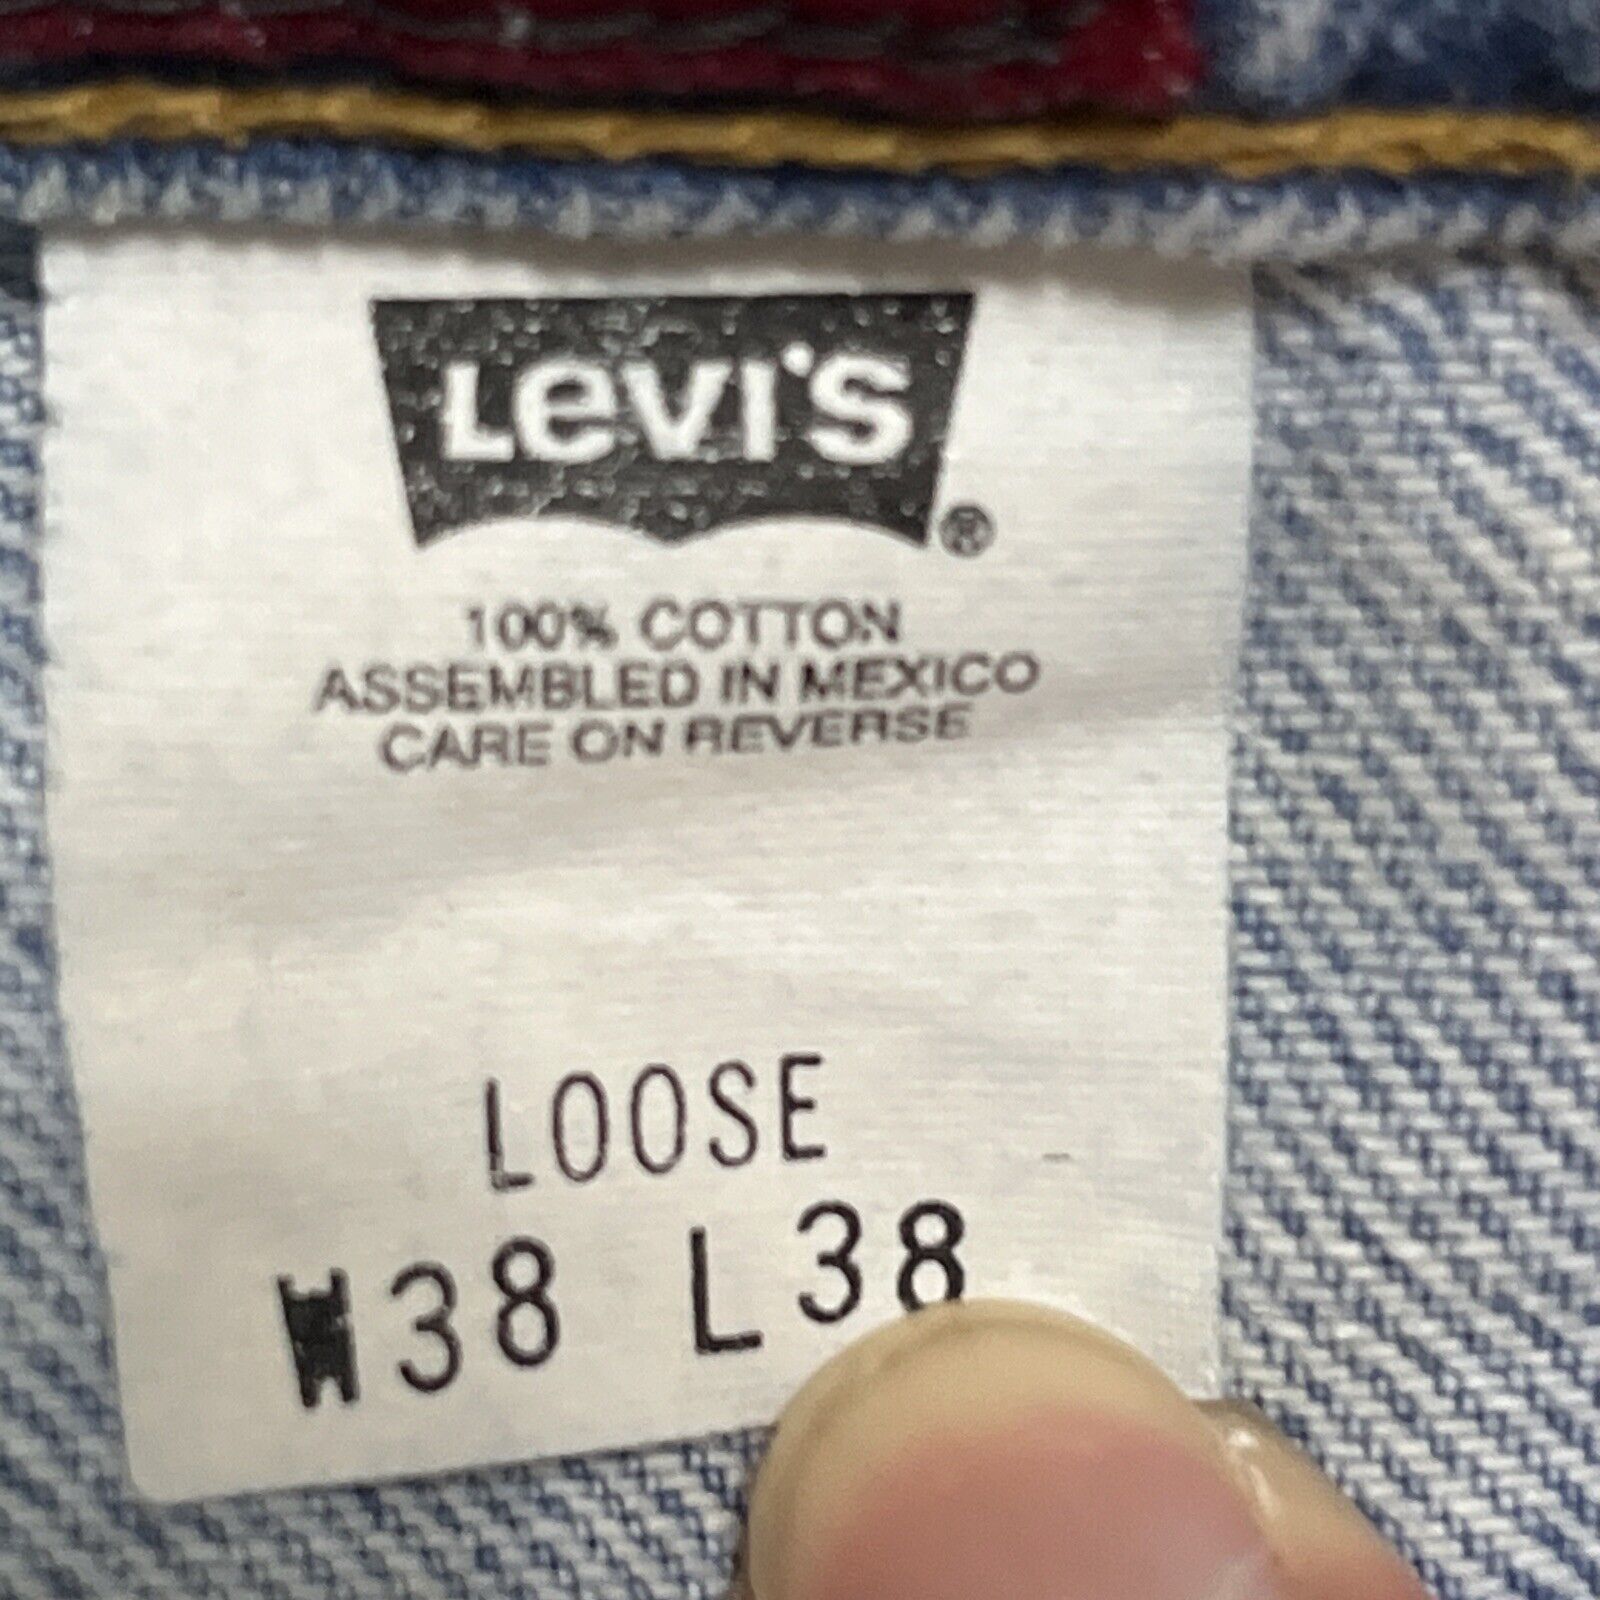 Levi's ®
100% COTTON
ASSEMBLED IN MEXICO
CARE ON REVERSE
LOOSE
W38 L38